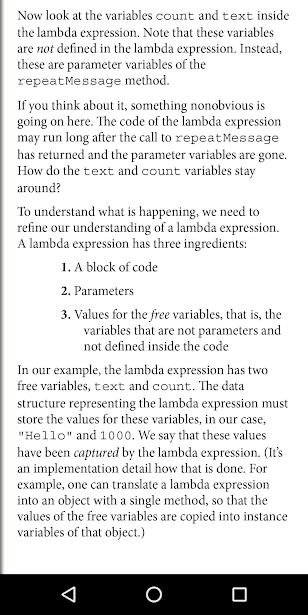 Now look at the variables count and text inside
the lambda expression. Note that these variables
are not defined in the lambda expression. Instead,
these are parameter variables of the
repeatMessage method.
If you think about it, something nonobvious is
going on here. The code of the lambda expression
may run long after the call to repeatMessage
has returned and the parameter variables are gone.
How do the text and count variables stay
around?
To understand what is happening, we need to
refine our understanding of a lambda expression.
A lambda expression has three ingredients:
1. A block of code
2. Parameters
3. Values for the free variables, that is, the
variables that are not parameters and
not defined inside the code
In our example, the lambda expression has two
free variables, text and count. The data
structure representing the lambda expression must
store the values for these variables, in our case,
"Hello" and 1000. We say that these values
have been captured by the lambda expression. (It's
an implementation detail how that is done. For
example, one can translate a lambda expression
into an object with a single method, so that the
values of the free variables are copied into instance
variables of that object.)